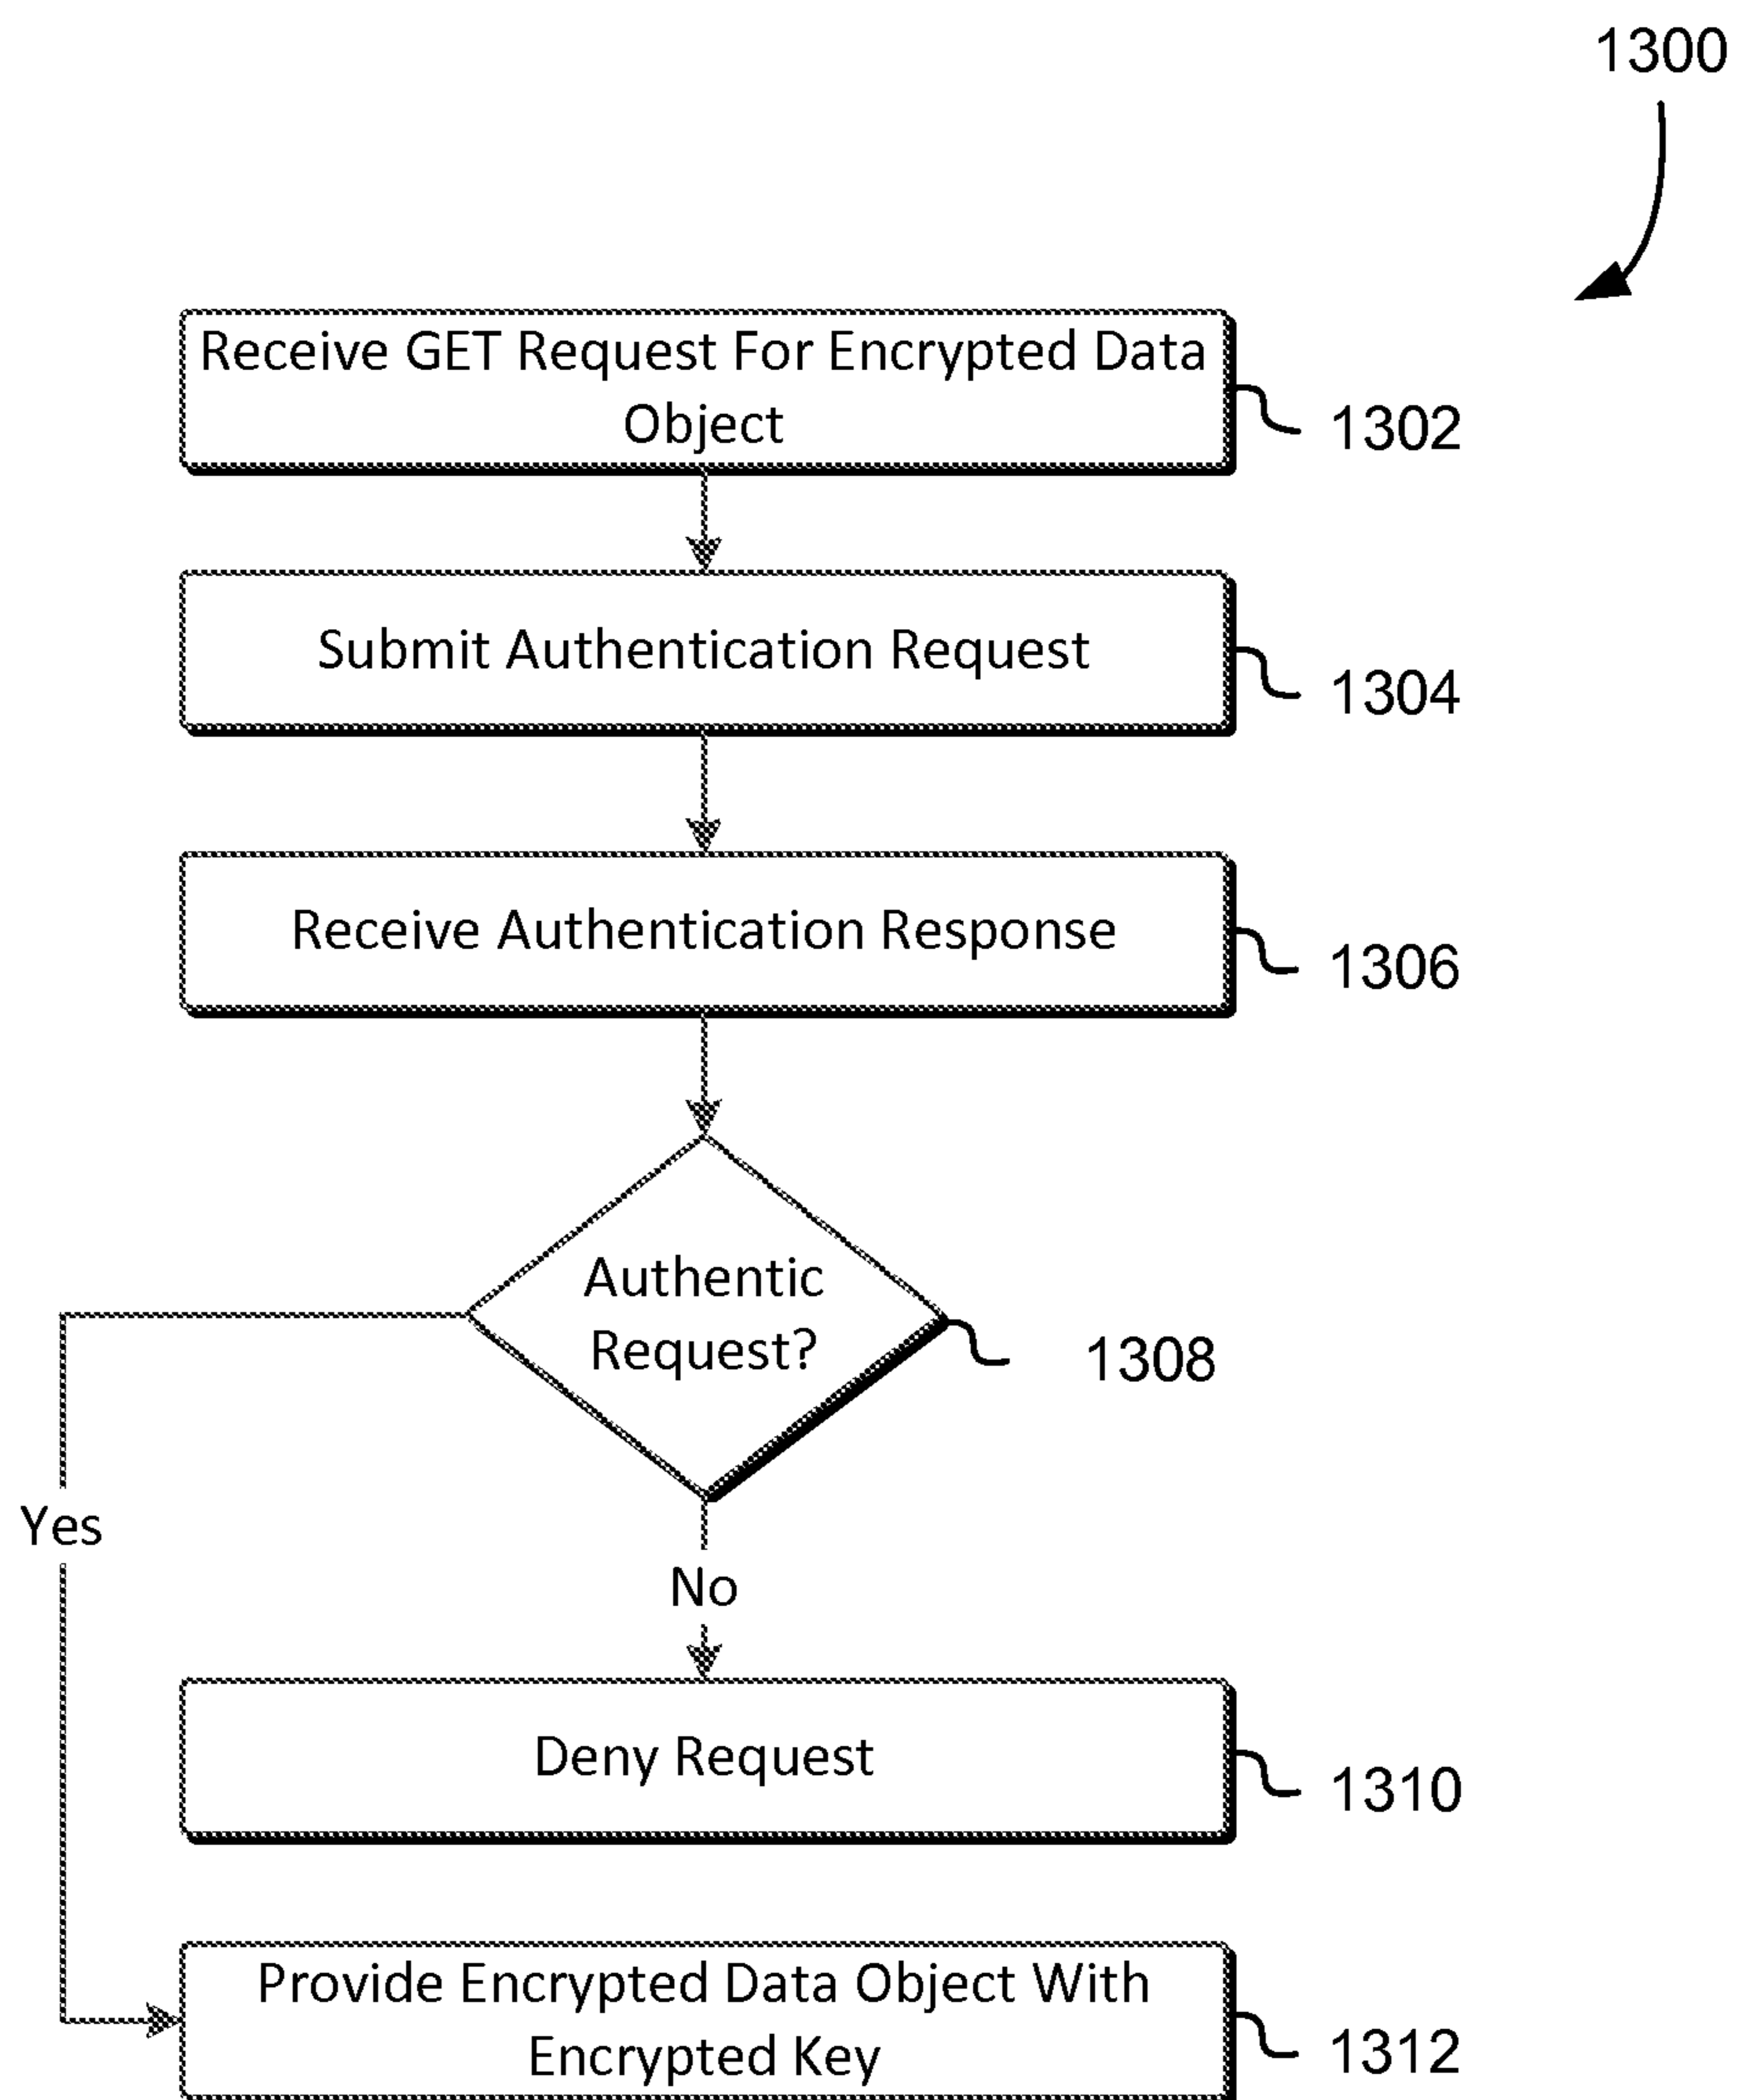 1300
Receive GET Request For Encrypted Data
Object
1302
Submit Authentication Request
1304
Receive Authentication Response
1306
Authentic
Request?
1308
Yes
No
Deny Request
1310
Provide Encrypted Data Object With
Encrypted Key
1312